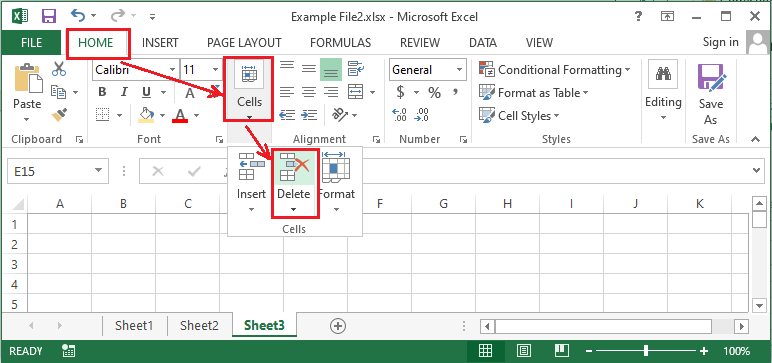 Example File2.xlsx - Microsoft Excel
FILE HOME INSERT PAGE LAYOUT FORMULAS REVIEW DATA VIEW Sign in
Calibri 11 General Conditional Formatting
Format as Table
Cell Styles
Paste Cells Editing Save As
Clipboard Font Alignment Number Styles Save As
E15
Insert Delete Format
Cells
A B C F G H I J K
1
2
3
4
5
Sheet1 Sheet2 Sheet3
READY 100%